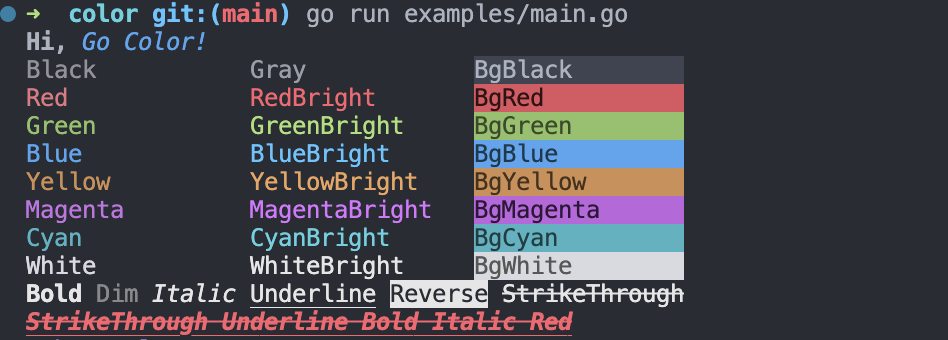 ➜ color git:(main) go run examples/main.go
Hi, Go Color!
Black Gray BgBlack
Red RedBright BgRed
Green GreenBright BgGreen
Blue BlueBright BgBlue
Yellow YellowBright BgYellow
Magenta MagentaBright BgMagenta
Cyan CyanBright BgCyan
White WhiteBright BgWhite
Bold Dim Italic Underline Reverse StrikeThrough
StrikeThrough Underline Bold Italic Red